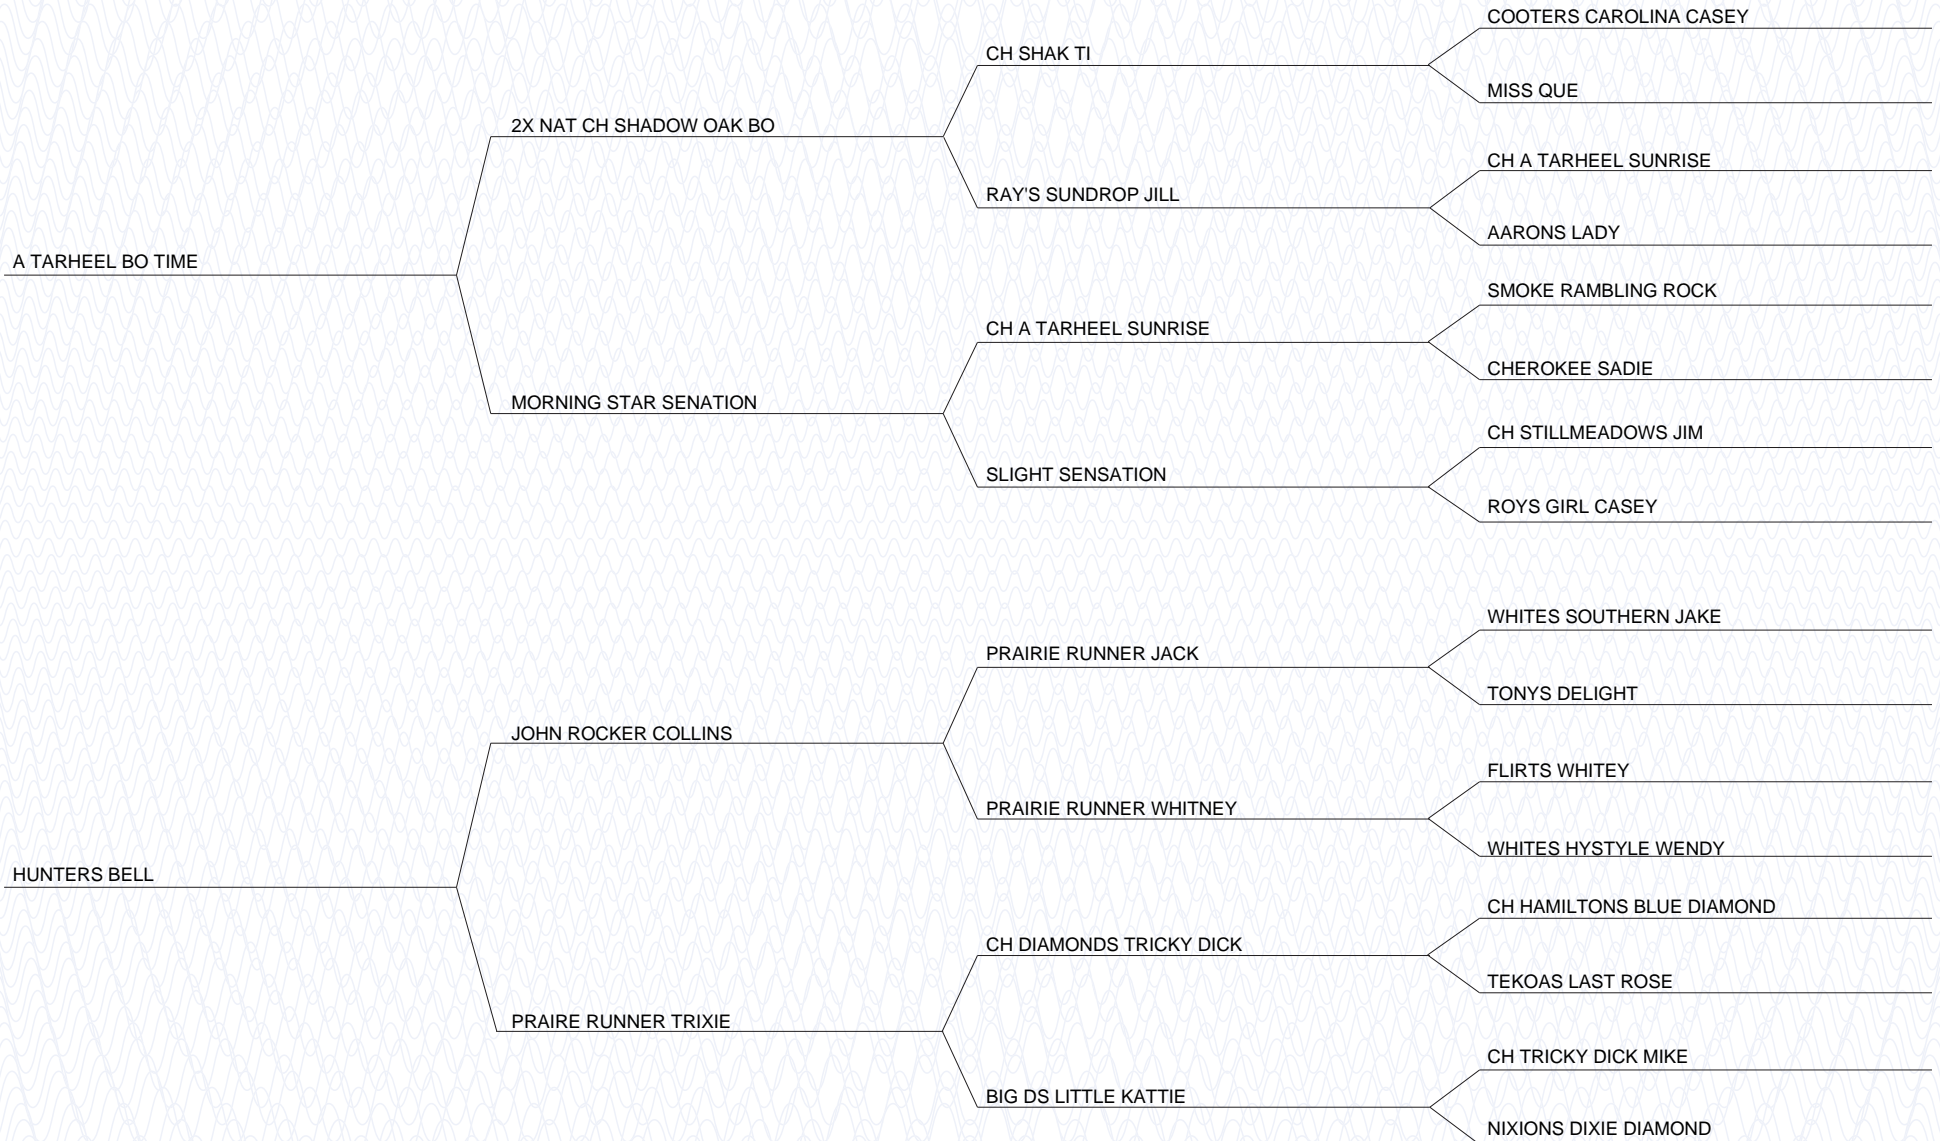 COOTERS CAROLINA CASEY
CH SHAK TI
MISS QUE
2X NAT CH SHADOW OAK BO
CH A TARHEEL SUNRISE
RAY'S SUNDROP JILL
AARONS LADY
A TARHEEL BO TIME
SMOKE RAMBLING ROCK
CH A TARHEEL SUNRISE
CHEROKEE SADIE
MORNING STAR SENATION
CH STILLMEADOWS JIM
SLIGHT SENSATION
ROYS GIRL CASEY
WHITES SOUTHERN JAKE
PRAIRIE RUNNER JACK
TONYS DELIGHT
JOHN ROCKER COLLINS
FLIRTS WHITEY
PRAIRIE RUNNER WHITNEY
WHITES HYSTYLE WENDY
HUNTERS BELL
CH HAMILTONS BLUE DIAMOND
CH DIAMONDS TRICKY DICK
TEKOAS LAST ROSE
PRAIRE RUNNER TRIXIE
CH TRICKY DICK MIKE
BIG DS LITTLE KATTIE
NIXIONS DIXIE DIAMOND